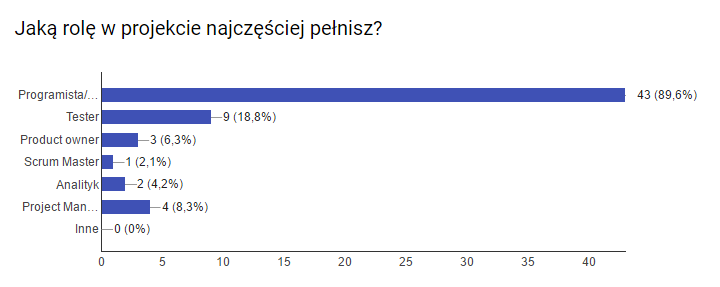 Jaką rolę w projekcie najczęściej pełnisz?
Programista/... 43 (89,6%)
Tester 9 (18,8%)
Product owner 3 (6,3%)
Scrum Master 1 (2,1%)
Analityk 2 (4,2%)
Project Man... 4 (8,3%)
Inne 0 (0%)
0 5 10 15 20 25 30 35 40